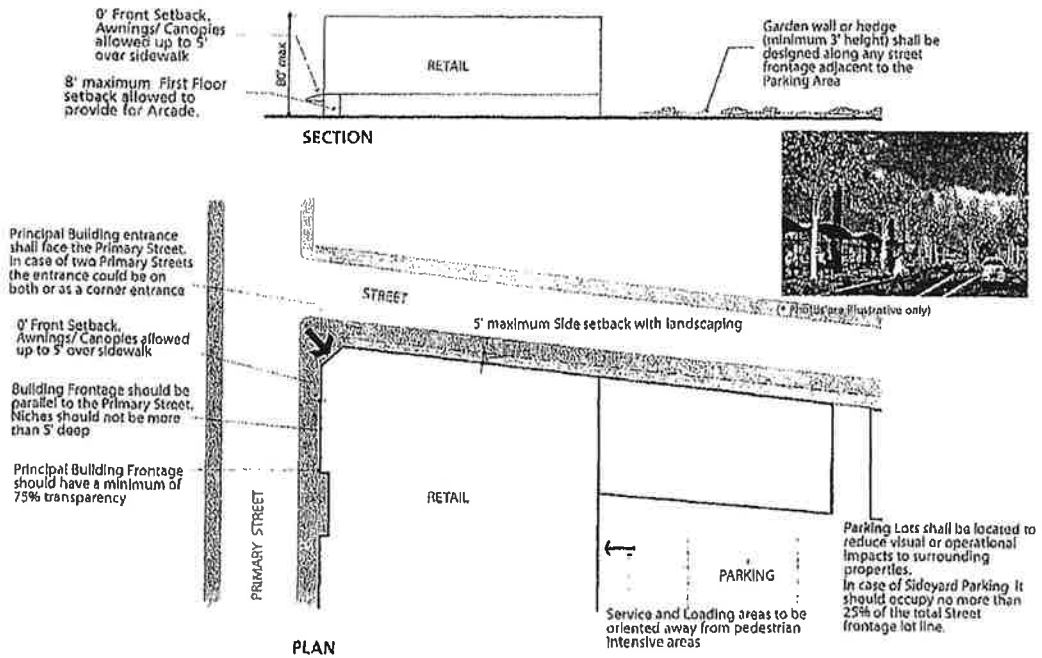 0' Front Setback.
Awnings/ Canopies
allowed up to 5'
over sidewalk
8' maximum First Floor
setback allowed to
provide for Arcade.
80' max
RETAIL
Garden wall or hedge
(minimum 3' height) shall be
designed along any street
frontage adjacent to the
Parking Area
SECTION
Principal Building entrance
shall face the Primary Street.
In case of two Primary Streets
the entrance could be on
both or as a corner entrance
0' Front Setback.
Awnings/ Canopies allowed
up to 5' over sidewalk
Building Frontage should be
parallel to the Primary Street.
Niches should not be more
than 5' deep
Principal Building Frontage
should have a minimum of
75% transparency
STREET
5' maximum Side setback with landscaping
(* Photos are illustrative only)
PRIMARY STREET
RETAIL
PARKING
Service and Loading areas to be
oriented away from pedestrian
intensive areas
Parking Lots shall be located to
reduce visual or operational
impacts to surrounding
properties.
In case of Sideyard Parking it
should occupy no more than
25% of the total Street
frontage lot line.
PLAN